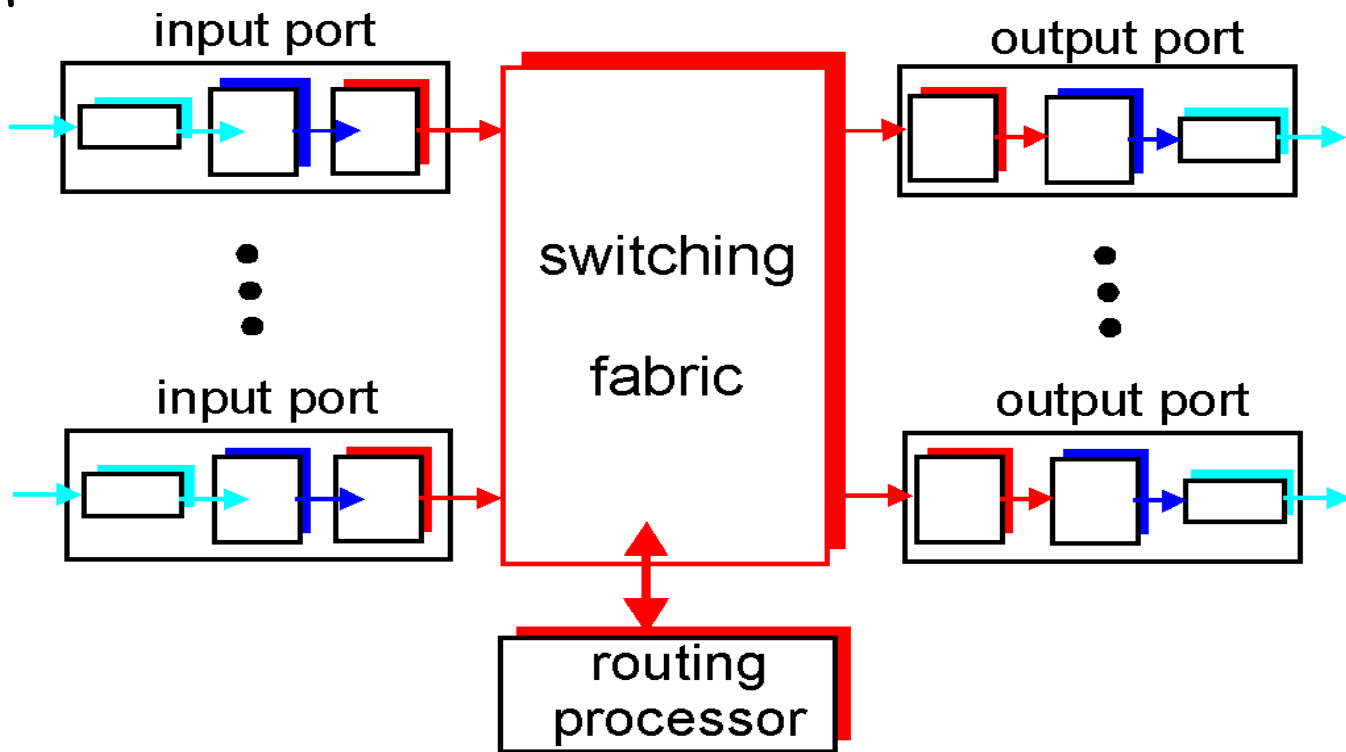 input port
output port
switching
fabric
input port
output port
routing
processor